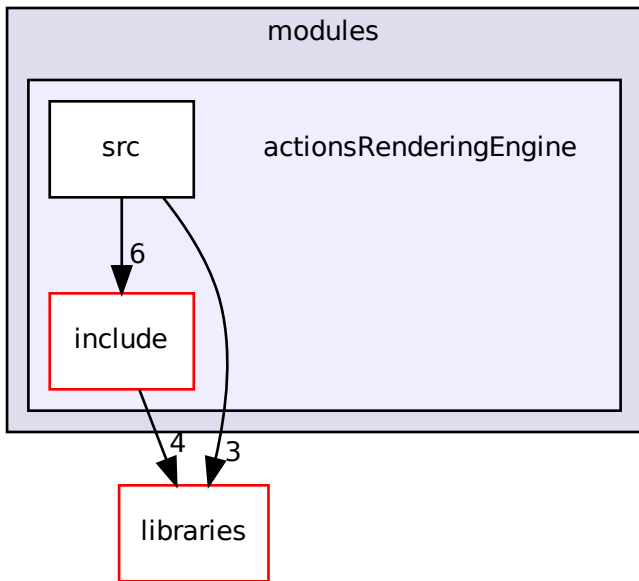 modules
src
actionsRenderingEngine
6
include
4
3
libraries